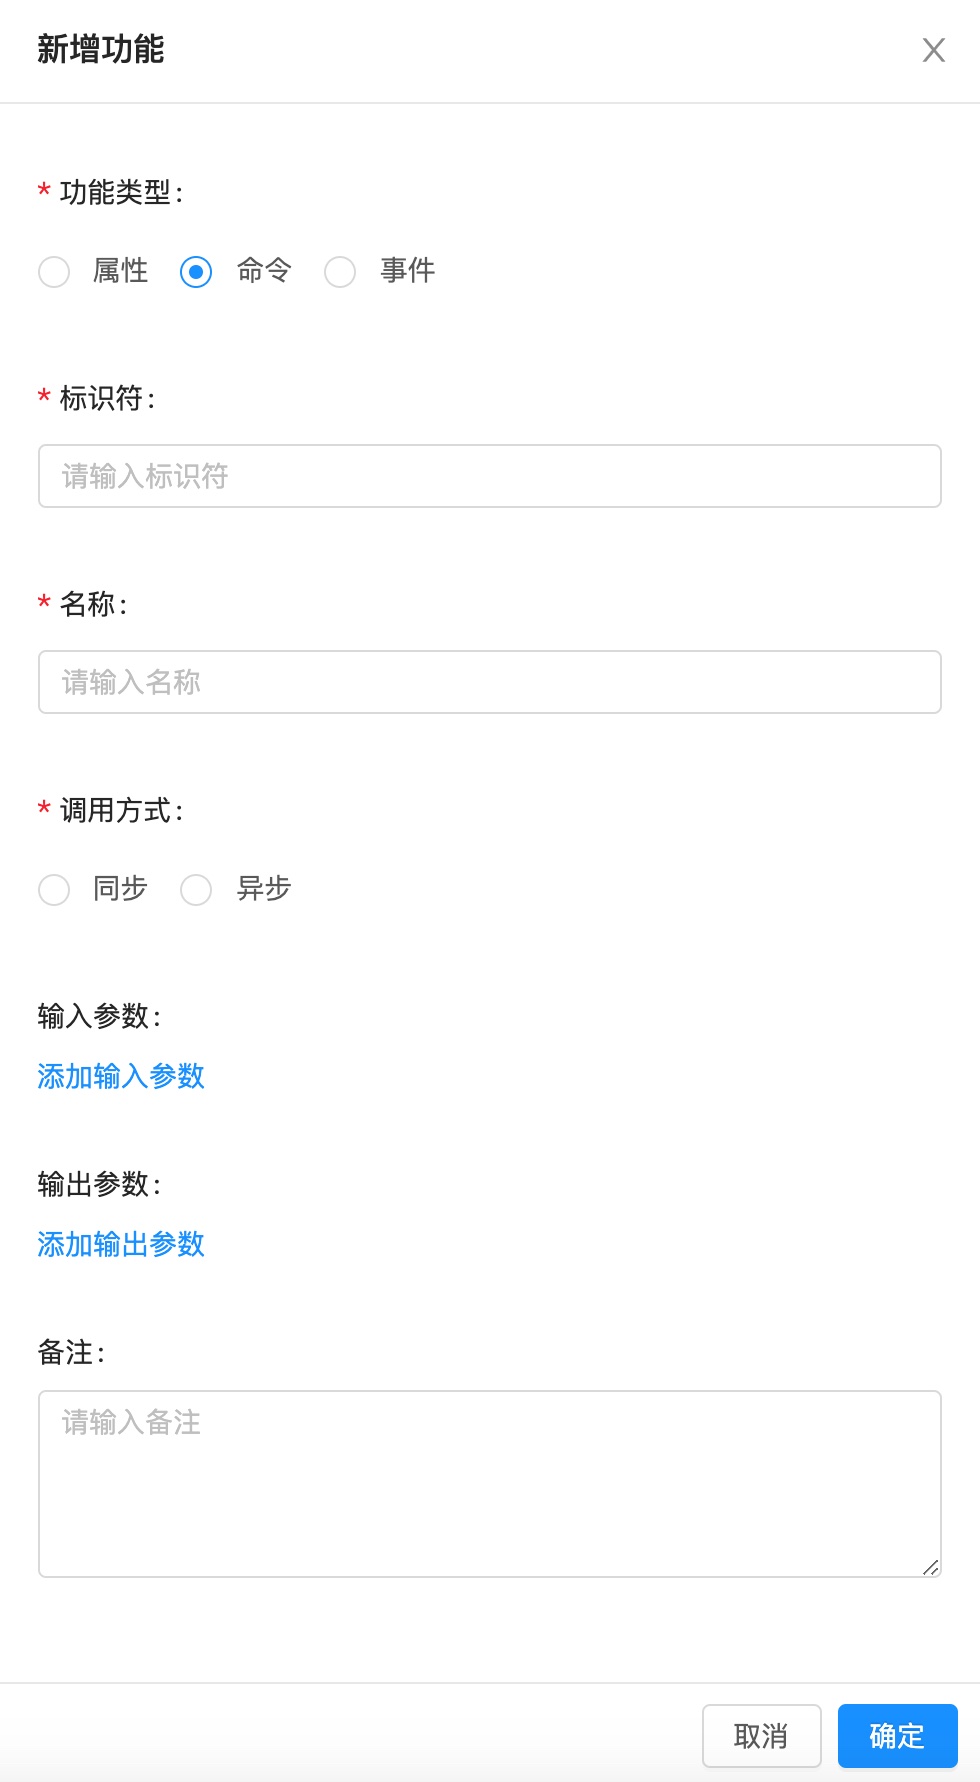 新增功能
* 功能类型:
属性 命令 事件
* 标识符:
请输入标识符
* 名称:
请输入名称
* 调用方式:
同步 异步
输入参数:
添加输入参数
输出参数:
添加输出参数
备注:
请输入备注
取消 确定